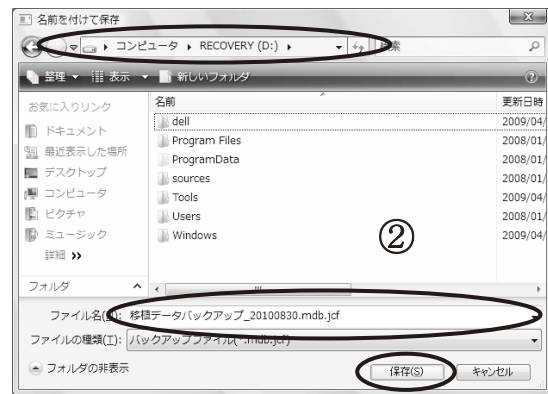 名前を付けて保存
コンピュータ ▸ RECOVERY (D:) ▸
検索
整理 ▼ 表示 ▼ 新しいフォルダ
お気に入りリンク
ドキュメント
最近表示した場所
デスクトップ
コンピュータ
ピクチャ
ミュージック
詳細 »
フォルダ
名前 更新日時
dell 2009/04/
Program Files 2008/01/
ProgramData 2008/01/
sources 2008/01/
Tools 2009/04/
Users 2008/01/
Windows 2009/04/
②
ファイル名(N): 移植データバックアップ_20100830.mdb.jcf
ファイルの種類(T): バックアップファイル(*.mdb.jcf)
フォルダの非表示
保存(S) キャンセル